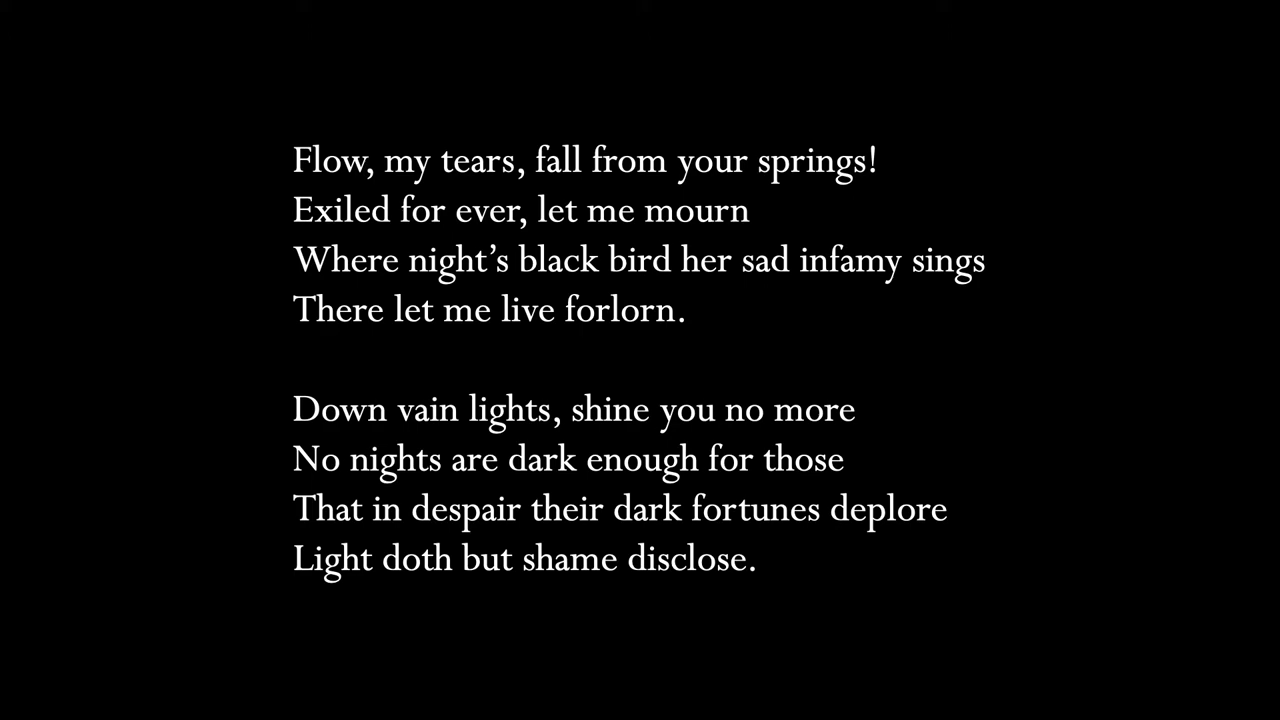 Flow, my tears, fall from your springs!
Exiled for ever, let me mourn
Where night’s black bird her sad infamy sings
There let me live forlorn.
Down vain lights, shine you no more
No nights are dark enough for those
That in despair their dark fortunes deplore
Light doth but shame disclose.